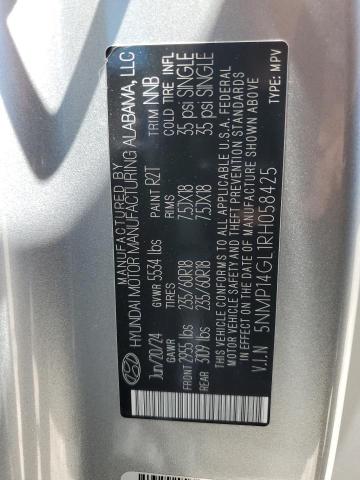 MANUFACTURED BY
HYUNDAI MOTOR MANUFACTURING ALABAMA, LLC
Jun/20/24 GVWR 5534 lbs PAINT R2T TRIM NNB
GAWR TIRES RIMS COLD TIRE INFL
FRONT 2955 lbs 235/60R18 7.5JX18 35 psi SINGLE
REAR 3109 lbs 235/60R18 7.5JX18 35 psi SINGLE
THIS VEHICLE CONFORMS TO ALL APPLICABLE U.S.A. FEDERAL
MOTOR VEHICLE SAFETY, BUMPER, AND THEFT PREVENTION STANDARDS
IN EFFECT ON THE DATE OF MANUFACTURE SHOWN ABOVE
V.I.N 5NMP14GL1RH058425 TYPE: MPV